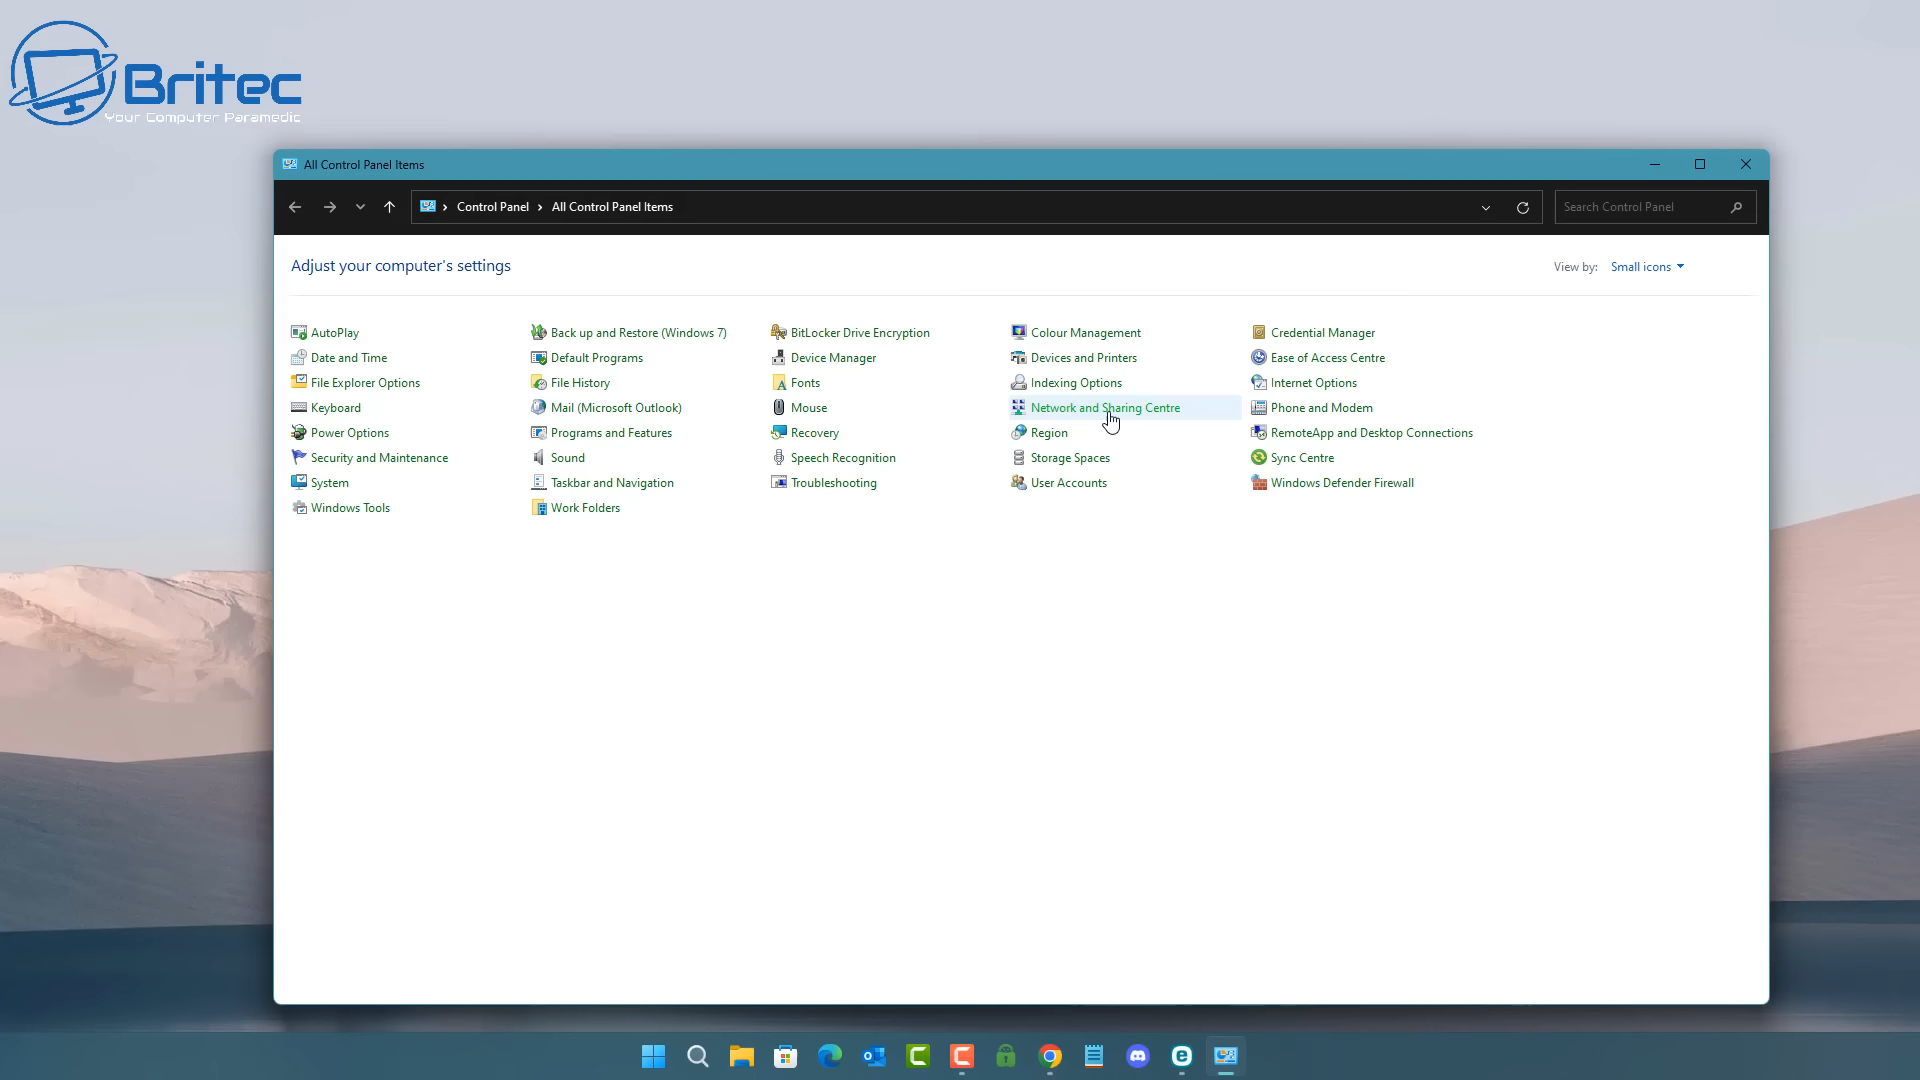 Britec
Your Computer Paramedic
All Control Panel Items
Control Panel > All Control Panel Items
Search Control Panel
Adjust your computer's settings
View by: Small icons
AutoPlay
Back up and Restore (Windows 7)
BitLocker Drive Encryption
Colour Management
Credential Manager
Date and Time
Default Programs
Device Manager
Devices and Printers
Ease of Access Centre
File Explorer Options
File History
Fonts
Indexing Options
Internet Options
Keyboard
Mail (Microsoft Outlook)
Mouse
Network and Sharing Centre
Phone and Modem
Power Options
Programs and Features
Recovery
Region
RemoteApp and Desktop Connections
Security and Maintenance
Sound
Speech Recognition
Storage Spaces
Sync Centre
System
Taskbar and Navigation
Troubleshooting
User Accounts
Windows Defender Firewall
Windows Tools
Work Folders